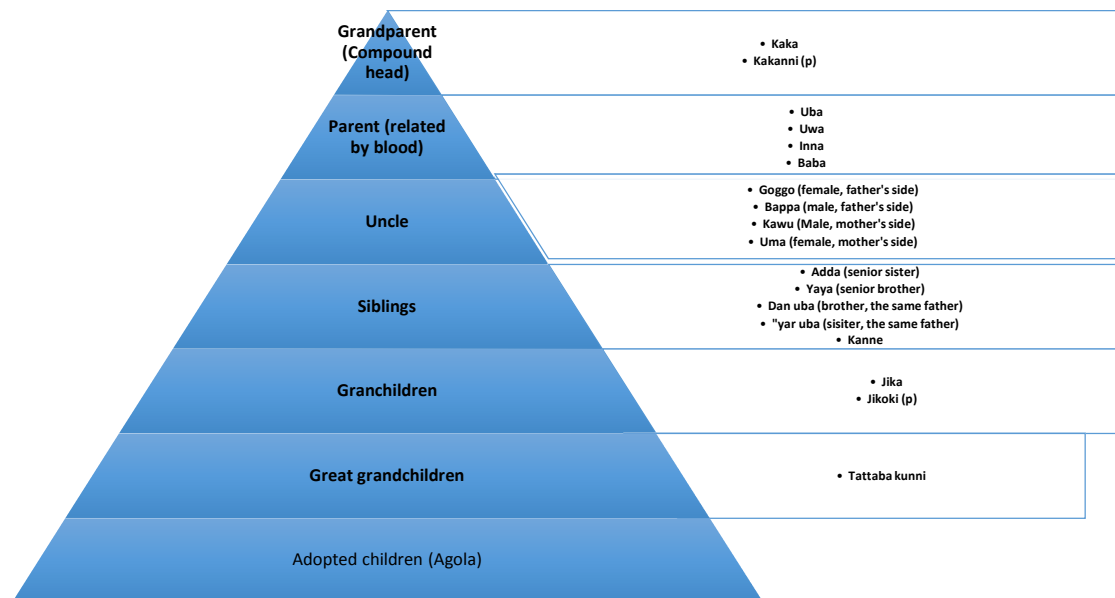 Grandparent
(Compound
head)
• Kaka
• Kakanni (p)
Parent (related
by blood)
• Uba
• Uwa
• Inna
• Baba
Uncle
• Goggo (female, father's side)
• Bappa (male, father's side)
• Kawu (Male, mother's side)
• Uma (female, mother's side)
Siblings
• Adda (senior sister)
• Yaya (senior brother)
• Dan uba (brother, the same father)
• "yar uba (sisiter, the same father)
• Kanne
Granchildren
• Jika
• Jikoki (p)
Great grandchildren
• Tattaba kunni
Adopted children (Agola)